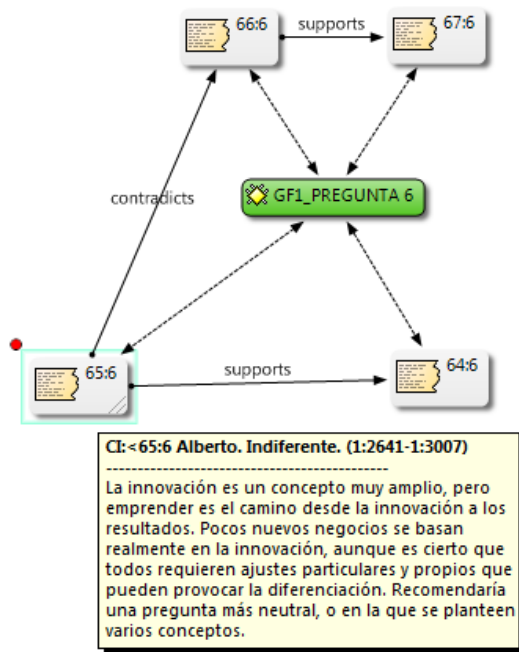 66:6
supports
67:6
contradicts
GF1_PREGUNTA 6
65:6
supports
64:6
CI:<65:6 Alberto. Indiferente. (1:2641-1:3007)
--------------------------------------------
La innovación es un concepto muy amplio, pero
emprender es el camino desde la innovación a los
resultados. Pocos nuevos negocios se basan
realmente en la innovación, aunque es cierto que
todos requieren ajustes particulares y propios que
pueden provocar la diferenciación. Recomendaría
una pregunta más neutral, o en la que se planteen
varios conceptos.